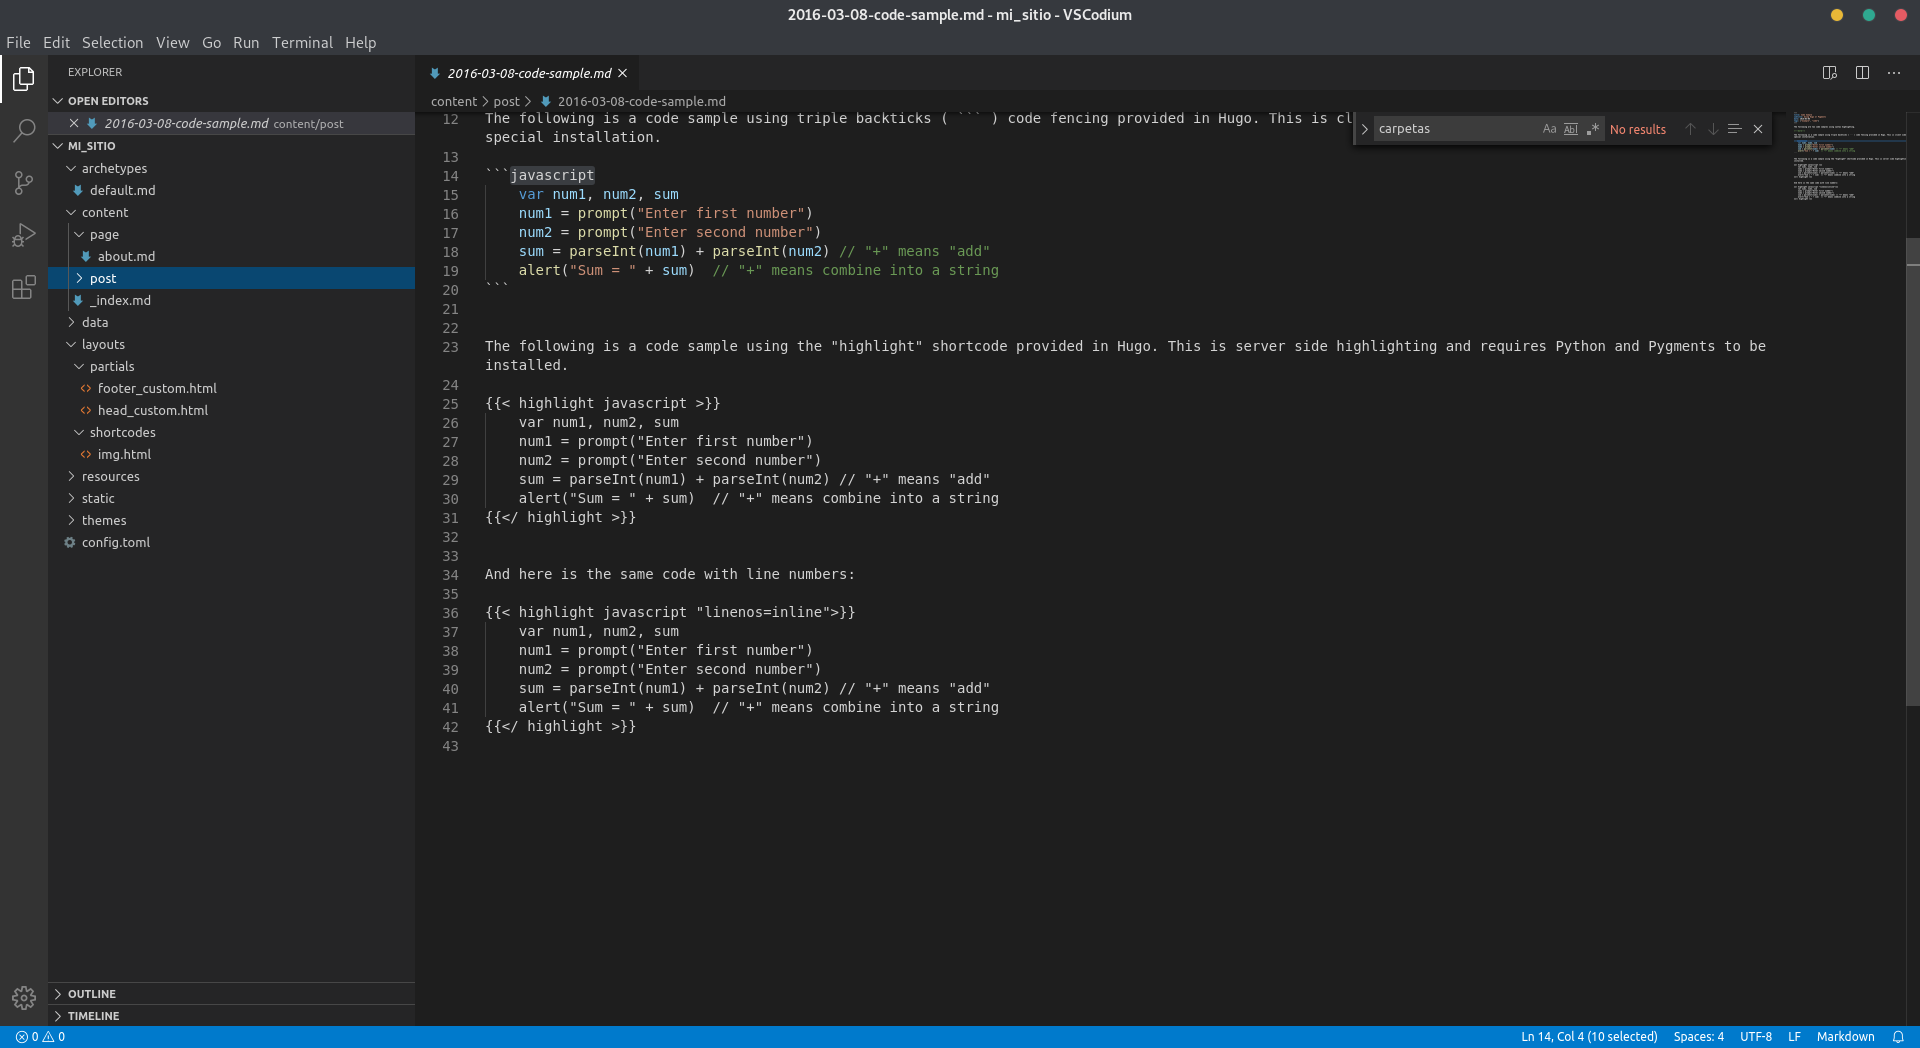 2016-03-08-code-sample.md - mi_sitio - VSCodium
File Edit Selection View Go Run Terminal Help
EXPLORER
OPEN EDITORS
2016-03-08-code-sample.md content/post
MI_SITIO
archetypes
default.md
content
page
about.md
post
_index.md
data
layouts
partials
footer_custom.html
head_custom.html
shortcodes
img.html
resources
static
themes
config.toml
OUTLINE
TIMELINE
2016-03-08-code-sample.md
content > post > 2016-03-08-code-sample.md
carpetas Aa Abl .* No results
12 The following is a code sample using triple backticks ( ``` ) code fencing provided in Hugo. This is cl
special installation.
13
14 ```javascript
15     var num1, num2, sum
16     num1 = prompt("Enter first number")
17     num2 = prompt("Enter second number")
18     sum = parseInt(num1) + parseInt(num2) // "+" means "add"
19     alert("Sum = " + sum)  // "+" means combine into a string
20 ```
21
22
23 The following is a code sample using the "highlight" shortcode provided in Hugo. This is server side highlighting and requires Python and Pygments to be
installed.
24
25 {{< highlight javascript >}}
26     var num1, num2, sum
27     num1 = prompt("Enter first number")
28     num2 = prompt("Enter second number")
29     sum = parseInt(num1) + parseInt(num2) // "+" means "add"
30     alert("Sum = " + sum)  // "+" means combine into a string
31 {{</ highlight >}}
32
33
34 And here is the same code with line numbers:
35
36 {{< highlight javascript "linenos=inline">}}
37     var num1, num2, sum
38     num1 = prompt("Enter first number")
39     num2 = prompt("Enter second number")
40     sum = parseInt(num1) + parseInt(num2) // "+" means "add"
41     alert("Sum = " + sum)  // "+" means combine into a string
42 {{</ highlight >}}
43
0 0 Ln 14, Col 4 (10 selected) Spaces: 4 UTF-8 LF Markdown